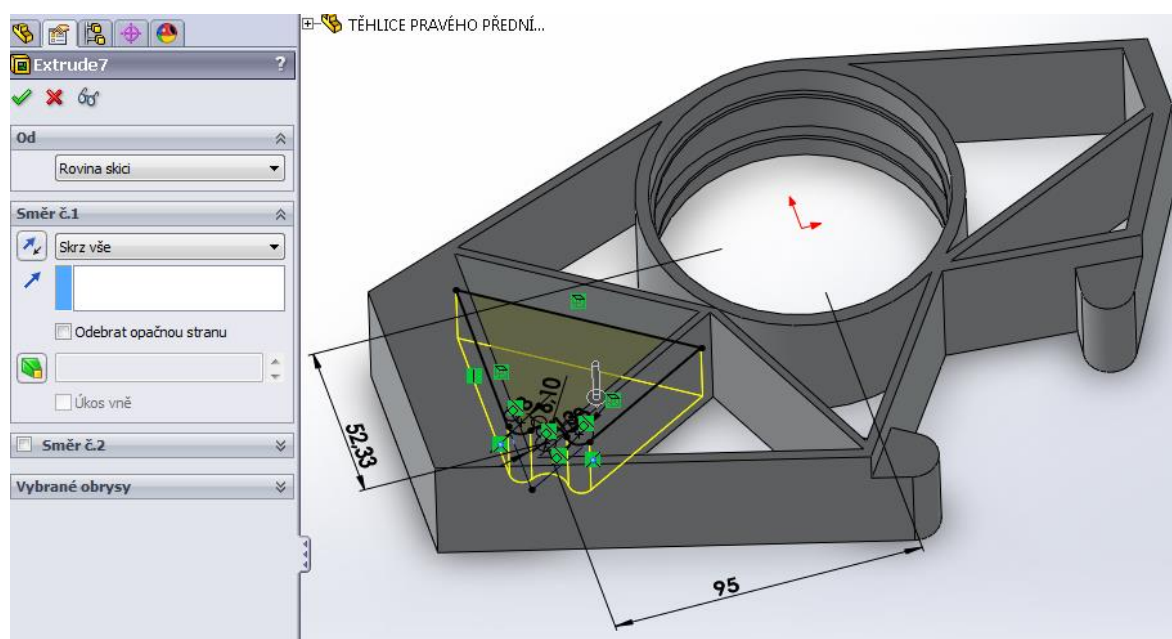 TĚHLICE PRAVÉHO PŘEDNÍ...
Extrude7
?
Od
Rovina skici
Směr č.1
Skrz vše
Odebrat opačnou stranu
Úkos vně
Směr č.2
Vybrané obrysy
52,33
95